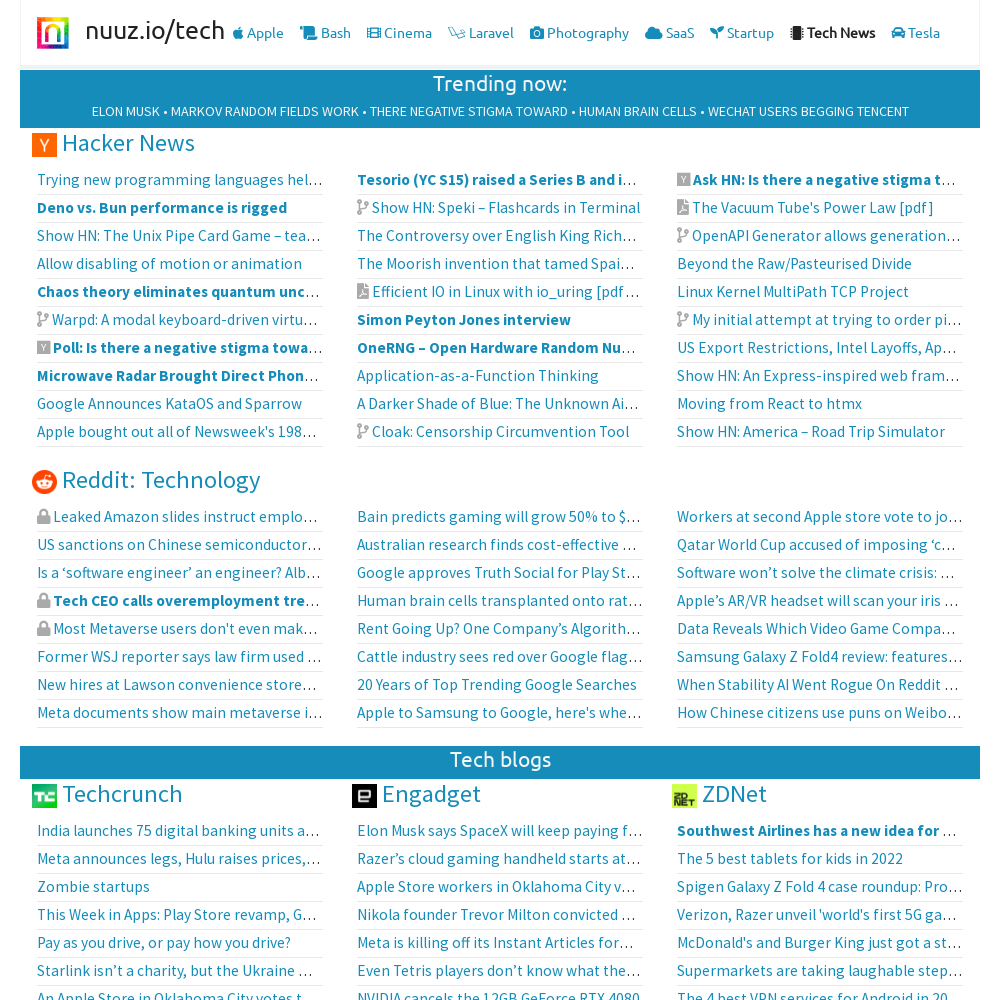 nuuz.io/tech Apple Bash Cinema Laravel Photography SaaS Startup Tech News Tesla
Trending now:
ELON MUSK • MARKOV RANDOM FIELDS WORK • THERE NEGATIVE STIGMA TOWARD • HUMAN BRAIN CELLS • WECHAT USERS BEGGING TENCENT
Hacker News
Trying new programming languages hel…
Deno vs. Bun performance is rigged
Show HN: The Unix Pipe Card Game – tea…
Allow disabling of motion or animation
Chaos theory eliminates quantum unc…
Warpd: A modal keyboard-driven virtu…
Poll: Is there a negative stigma towa…
Microwave Radar Brought Direct Phon…
Google Announces KataOS and Sparrow
Apple bought out all of Newsweek's 198…
Tesorio (YC S15) raised a Series B and i…
Show HN: Speki – Flashcards in Terminal
The Controversy over English King Rich…
The Moorish invention that tamed Spai…
Efficient IO in Linux with io_uring [pdf…
Simon Peyton Jones interview
OneRNG – Open Hardware Random Nu…
Application-as-a-Function Thinking
A Darker Shade of Blue: The Unknown Ai…
Cloak: Censorship Circumvention Tool
Ask HN: Is there a negative stigma t…
The Vacuum Tube's Power Law [pdf]
OpenAPI Generator allows generation…
Beyond the Raw/Pasteurised Divide
Linux Kernel MultiPath TCP Project
My initial attempt at trying to order pi…
US Export Restrictions, Intel Layoffs, Ap…
Show HN: An Express-inspired web fram…
Moving from React to htmx
Show HN: America – Road Trip Simulator
Reddit: Technology
Leaked Amazon slides instruct emplo…
US sanctions on Chinese semiconductor…
Is a ‘software engineer’ an engineer? Alb…
Tech CEO calls overemployment tre…
Most Metaverse users don't even mak…
Former WSJ reporter says law firm used …
New hires at Lawson convenience store…
Meta documents show main metaverse i…
Bain predicts gaming will grow 50% to $…
Australian research finds cost-effective …
Google approves Truth Social for Play St…
Human brain cells transplanted onto rat…
Rent Going Up? One Company’s Algorith…
Cattle industry sees red over Google flag…
20 Years of Top Trending Google Searches
Apple to Samsung to Google, here's whe…
Workers at second Apple store vote to jo…
Qatar World Cup accused of imposing ‘c…
Software won’t solve the climate crisis: …
Apple’s AR/VR headset will scan your iris …
Data Reveals Which Video Game Compa…
Samsung Galaxy Z Fold4 review: features…
When Stability AI Went Rogue On Reddit …
How Chinese citizens use puns on Weibo…
Tech blogs
Techcrunch
India launches 75 digital banking units a…
Meta announces legs, Hulu raises prices,…
Zombie startups
This Week in Apps: Play Store revamp, G…
Pay as you drive, or pay how you drive?
Starlink isn’t a charity, but the Ukraine …
An Apple Store in Oklahoma City votes t…
Engadget
Elon Musk says SpaceX will keep paying f…
Razer’s cloud gaming handheld starts at…
Apple Store workers in Oklahoma City v…
Nikola founder Trevor Milton convicted …
Meta is killing off its Instant Articles for…
Even Tetris players don’t know what the…
NVIDIA cancels the 12GB GeForce RTX 4080
ZDNet
Southwest Airlines has a new idea for …
The 5 best tablets for kids in 2022
Spigen Galaxy Z Fold 4 case roundup: Pro…
Verizon, Razer unveil 'world's first 5G ga…
McDonald's and Burger King just got a st…
Supermarkets are taking laughable step…
The 4 best VPN services for Android in 20…